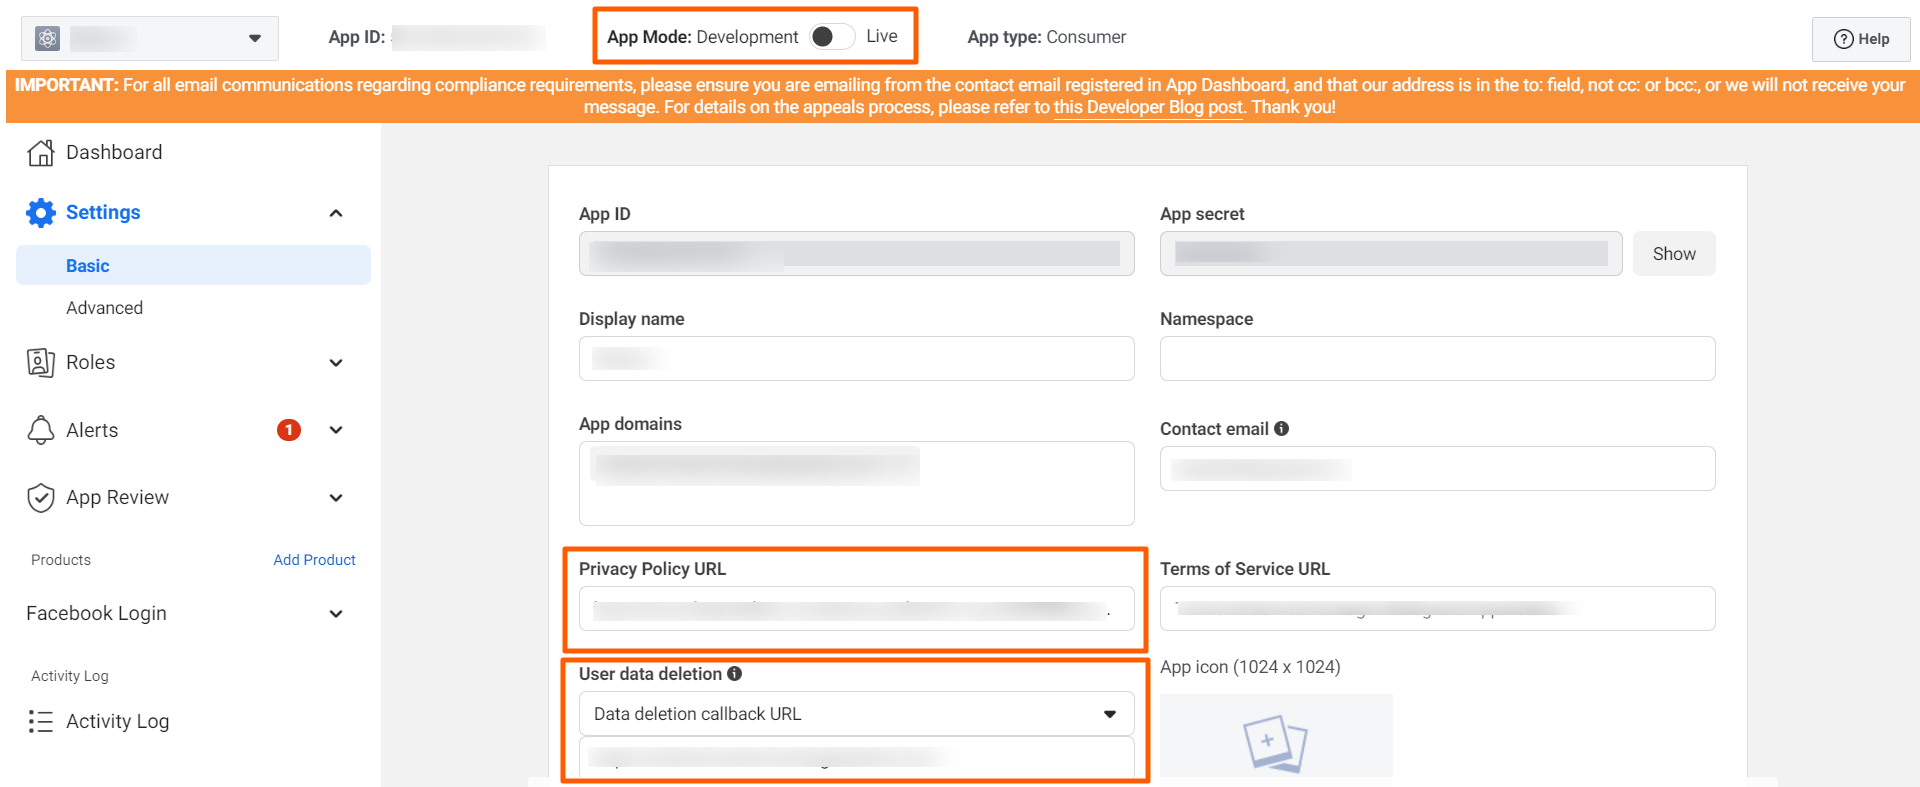 App ID:
App Mode: Development Live
App type: Consumer
Help
IMPORTANT: For all email communications regarding compliance requirements, please ensure you are emailing from the contact email registered in App Dashboard, and that our address is in the to: field, not cc: or bcc:, or we will not receive your
message. For details on the appeals process, please refer to this Developer Blog post. Thank you!
Dashboard
Settings
Basic
Advanced
Roles
Alerts 1
App Review
Products Add Product
Facebook Login
Activity Log
Activity Log
App ID
App secret
Show
Display name
Namespace
App domains
Contact email
Privacy Policy URL
Terms of Service URL
User data deletion
Data deletion callback URL
App icon (1024 x 1024)